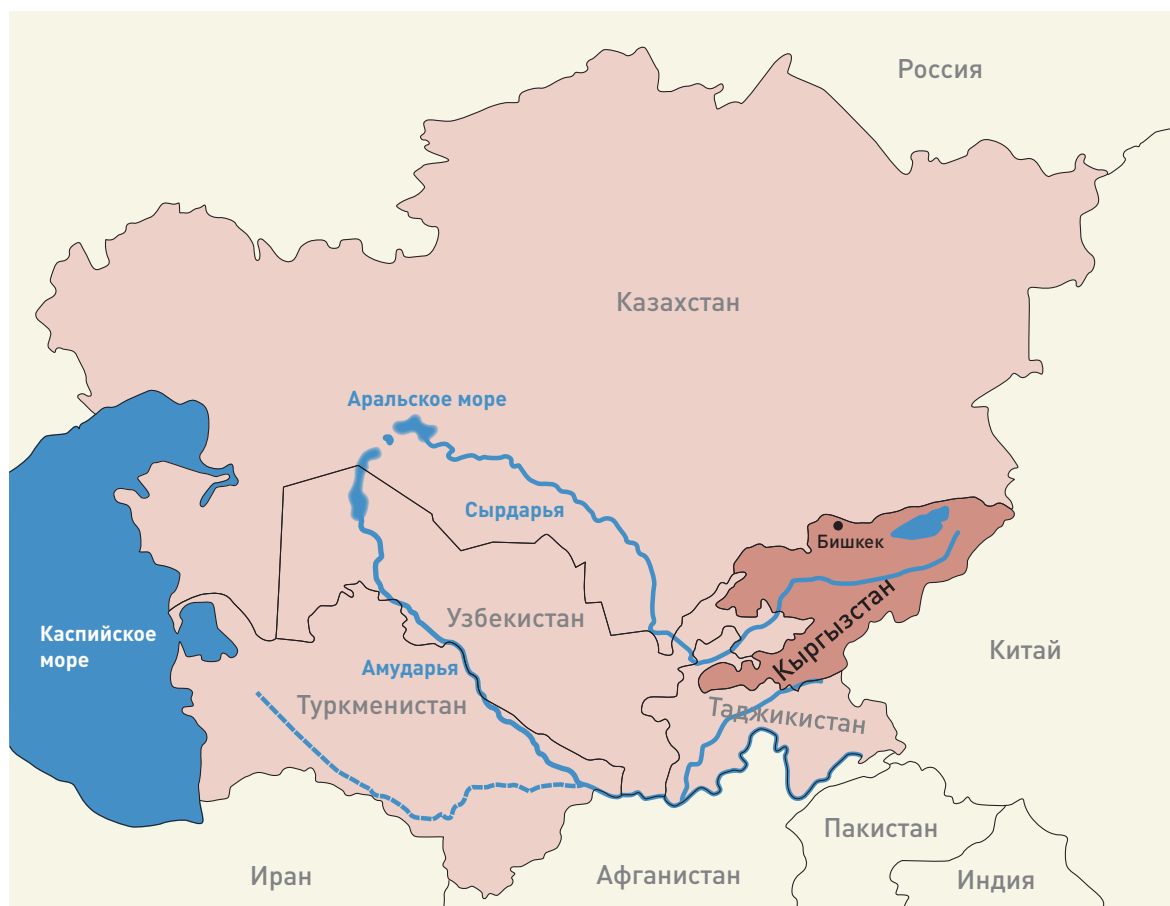 Россия
Казахстан
Аральское море
Сырдарья
Бишкек
Узбекистан
Кыргызстан
Каспийское
море
Китай
Амударья
Туркменистан
Таджикистан
Пакистан
Иран
Афганистан
Индия